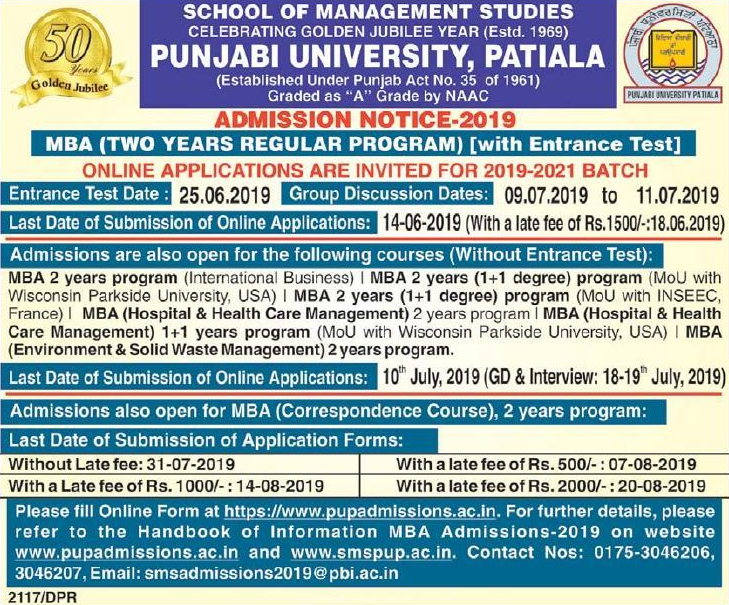 SCHOOL OF MANAGEMENT STUDIES
CELEBRATING GOLDEN JUBILEE YEAR (Estd. 1969)
PUNJABI UNIVERSITY, PATIALA
(Established Under Punjab Act No. 35 of 1961)
Graded as "A" Grade by NAAC
50
Years
Golden Jubilee
PUNJABI UNIVERSITY PATIALA
ADMISSION NOTICE-2019
MBA (TWO YEARS REGULAR PROGRAM) [with Entrance Test]
ONLINE APPLICATIONS ARE INVITED FOR 2019-2021 BATCH
Entrance Test Date : 25.06.2019 Group Discussion Dates: 09.07.2019 to 11.07.2019
Last Date of Submission of Online Applications: 14-06-2019 (With a late fee of Rs.1500/-:18.06.2019)
Admissions are also open for the following courses (Without Entrance Test):
MBA 2 years program (International Business) I MBA 2 years (1+1 degree) program (MoU with
Wisconsin Parkside University, USA) I MBA 2 years (1+1 degree) program (MoU with INSEEC,
France) I MBA (Hospital & Health Care Management) 2 years program I MBA (Hospital & Health
Care Management) 1+1 years program (MoU with Wisconsin Parkside University, USA) I MBA
(Environment & Solid Waste Management) 2 years program.
Last Date of Submission of Online Applications: 10th July, 2019 (GD & Interview: 18-19th July, 2019)
Admissions also open for MBA (Correspondence Course), 2 years program:
Last Date of Submission of Application Forms:
Without Late fee: 31-07-2019 With a late fee of Rs. 500/- : 07-08-2019
With a Late fee of Rs. 1000/- : 14-08-2019 With a late fee of Rs. 2000/- : 20-08-2019
Please fill Online Form at https://www.pupadmissions.ac.in. For further details, please
refer to the Handbook of Information MBA Admissions-2019 on website
www.pupadmissions.ac.in and www.smspup.ac.in. Contact Nos: 0175-3046206,
3046207, Email: smsadmissions2019@pbi.ac.in
2117/DPR